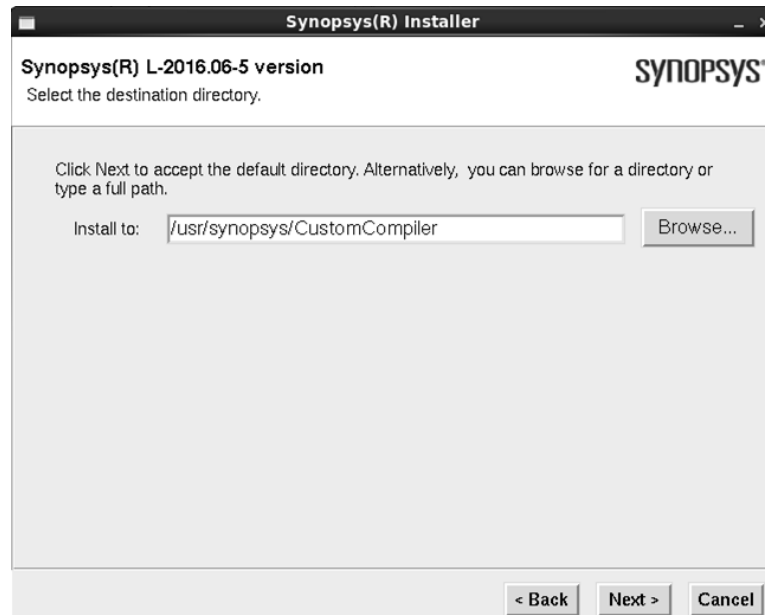 Synopsys(R) Installer
Synopsys(R) L-2016.06-5 version
Select the destination directory.
SYNOPSYS®
Click Next to accept the default directory. Alternatively, you can browse for a directory or
type a full path.
Install to: /usr/synopsys/CustomCompiler Browse...
< Back Next > Cancel